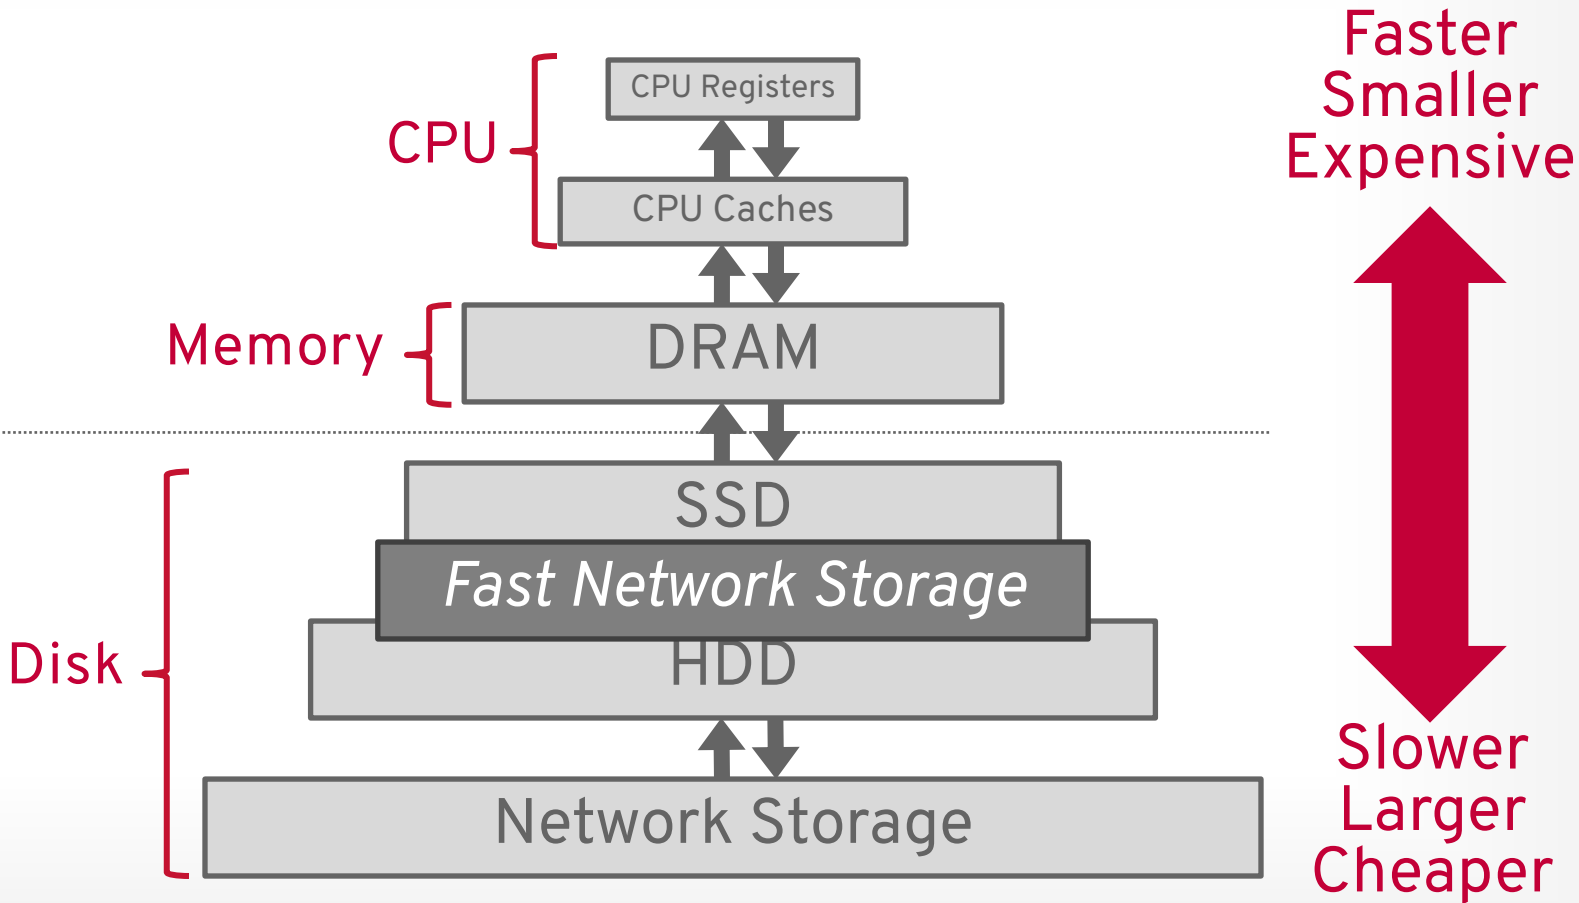 Faster
Smaller
Expensive
CPU Registers
CPU
CPU Caches
Memory
DRAM
SSD
Fast Network Storage
Disk
HDD
Network Storage
Slower
Larger
Cheaper